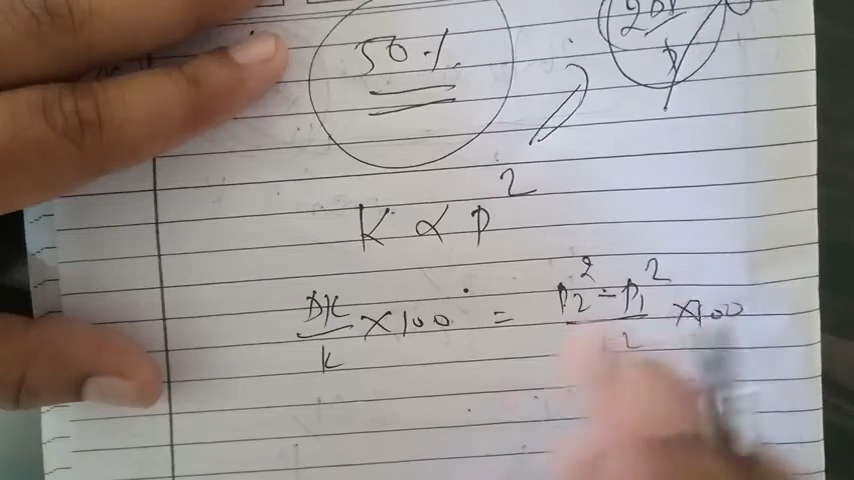 50 %
K ∝ P²
ΔK/K × 100 = P₂² - P₁² × 100